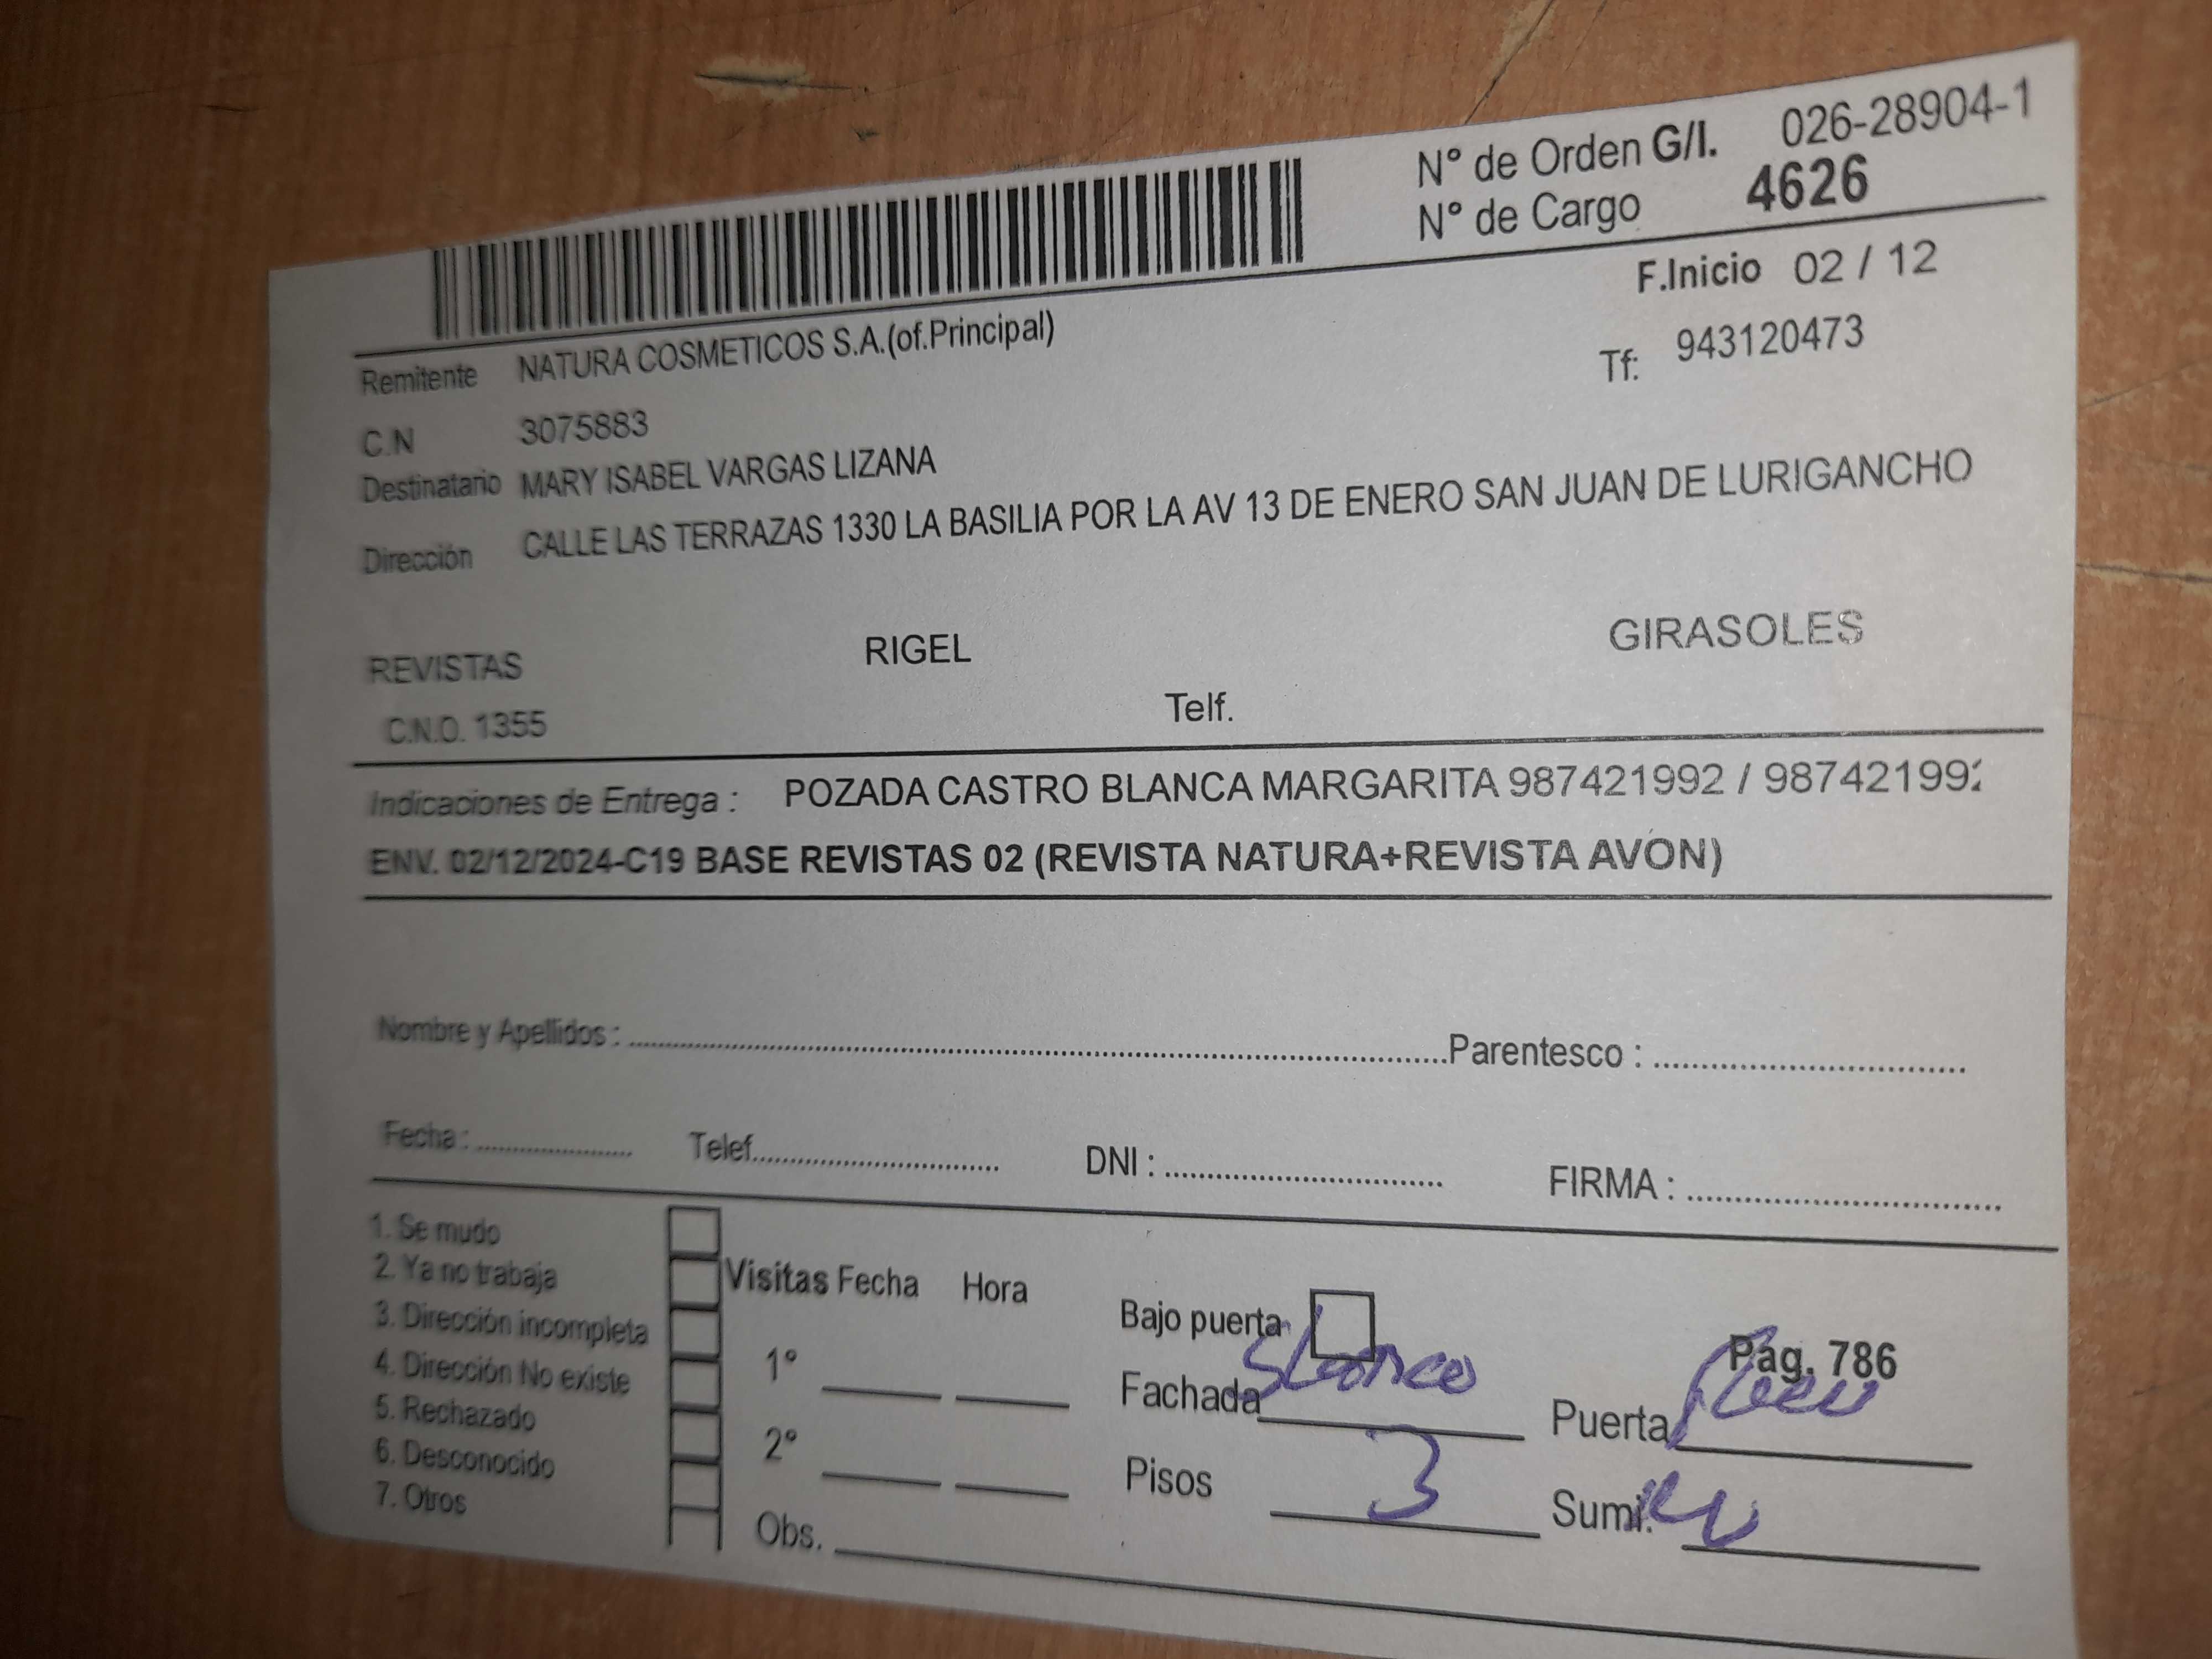 N° de Orden G/I. 026-28904-1
N° de Cargo 4626
F.Inicio 02 / 12
Remitente NATURA COSMETICOS S.A.(of.Principal)
Tf: 943120473
C.N 3075883
Destinatario MARY ISABEL VARGAS LIZANA
Dirección CALLE LAS TERRAZAS 1330 LA BASILIA POR LA AV 13 DE ENERO SAN JUAN DE LURIGANCHO
REVISTAS RIGEL GIRASOLES
C.N.O. 1355 Telf.
Indicaciones de Entrega : POZADA CASTRO BLANCA MARGARITA 987421992 / 98742199
ENV. 02/12/2024-C19 BASE REVISTAS 02 (REVISTA NATURA+REVISTA AVON)
Nombre y Apellidos : Parentesco :
Fecha : Telef. DNI : FIRMA :
1. Se mudo
2. Ya no trabaja
3. Dirección incompleta
4. Dirección No existe
5. Rechazado
6. Desconocido
7. Otros
Visitas Fecha Hora
1°
2°
Obs.
Bajo puerta
Pág. 786
Fachada Puerta
Pisos 3 Sumi.